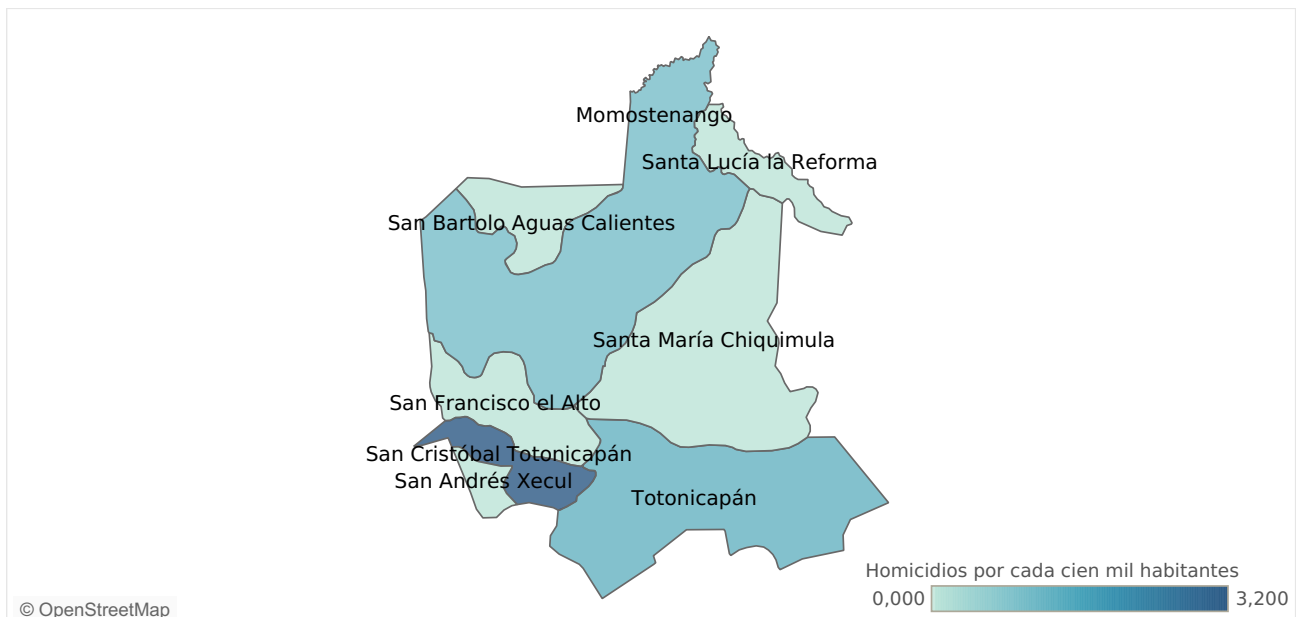 Momostenango
Santa Lucía la Reforma
San Bartolo Aguas Calientes
Santa María Chiquimula
San Francisco el Alto
San Cristóbal Totonicapán
San Andrés Xecul
Totonicapán
Homicidios por cada cien mil habitantes
0,000
3,200
© OpenStreetMap